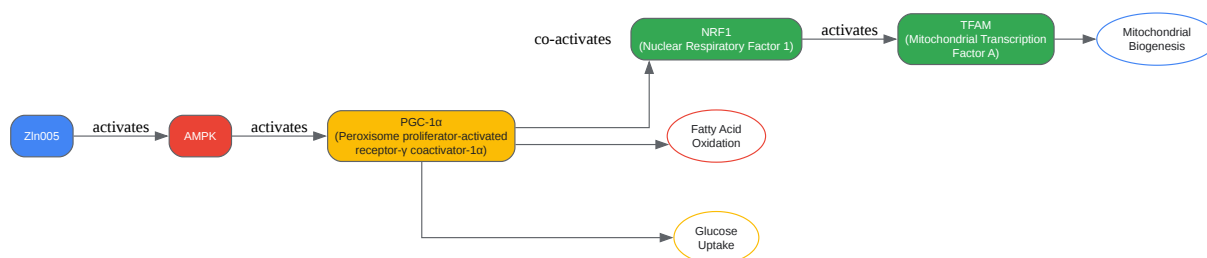 Zln005
activates
AMPK
activates
PGC-1α
(Peroxisome proliferator-activated
receptor-γ coactivator-1α)
co-activates
NRF1
(Nuclear Respiratory Factor 1)
activates
TFAM
(Mitochondrial Transcription
Factor A)
Mitochondrial
Biogenesis
Fatty Acid
Oxidation
Glucose
Uptake